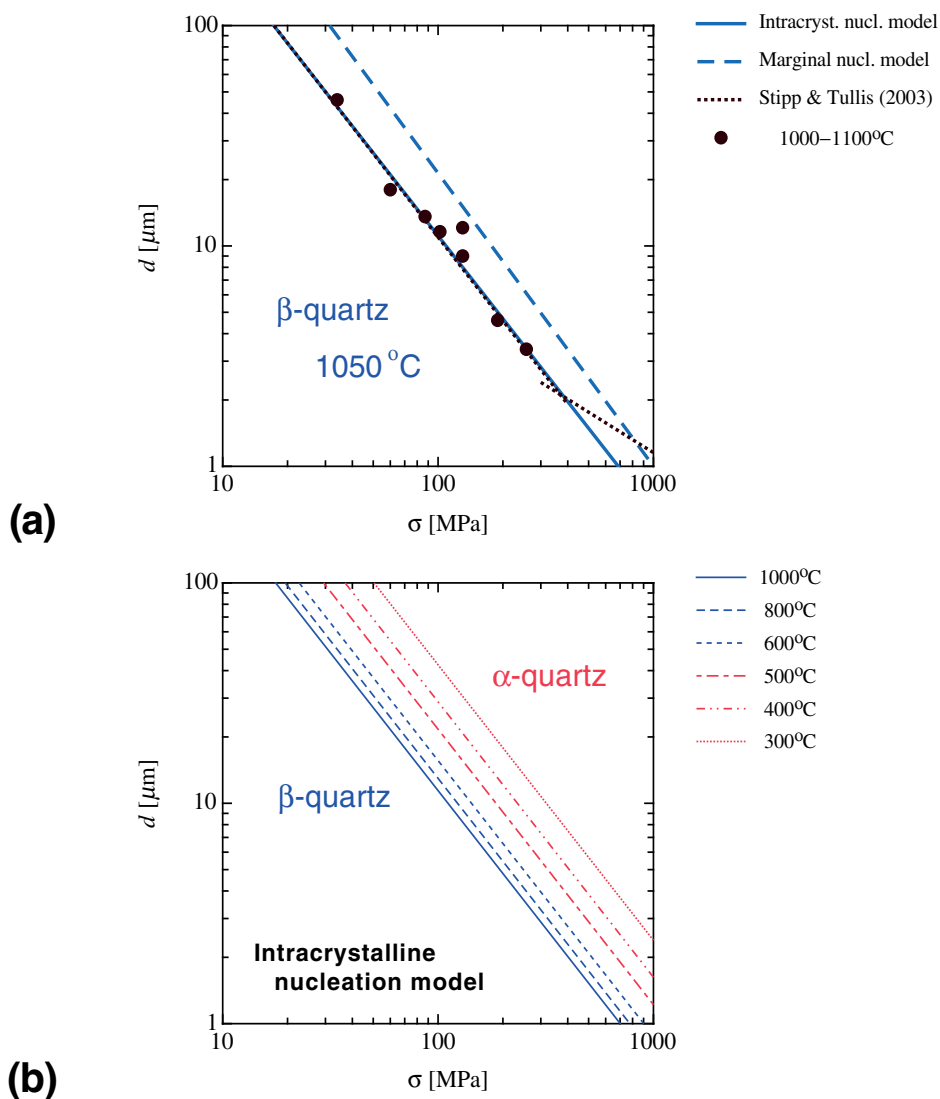 100
10
1
d [μm]
10
100
1000
σ [MPa]
β-quartz
1050 °C
Intracryst. nucl. model
Marginal nucl. model
Stipp & Tullis (2003)
1000–1100°C
(a)
100
10
1
d [μm]
10
100
1000
σ [MPa]
α-quartz
β-quartz
Intracrystalline
nucleation model
1000°C
800°C
600°C
500°C
400°C
300°C
(b)